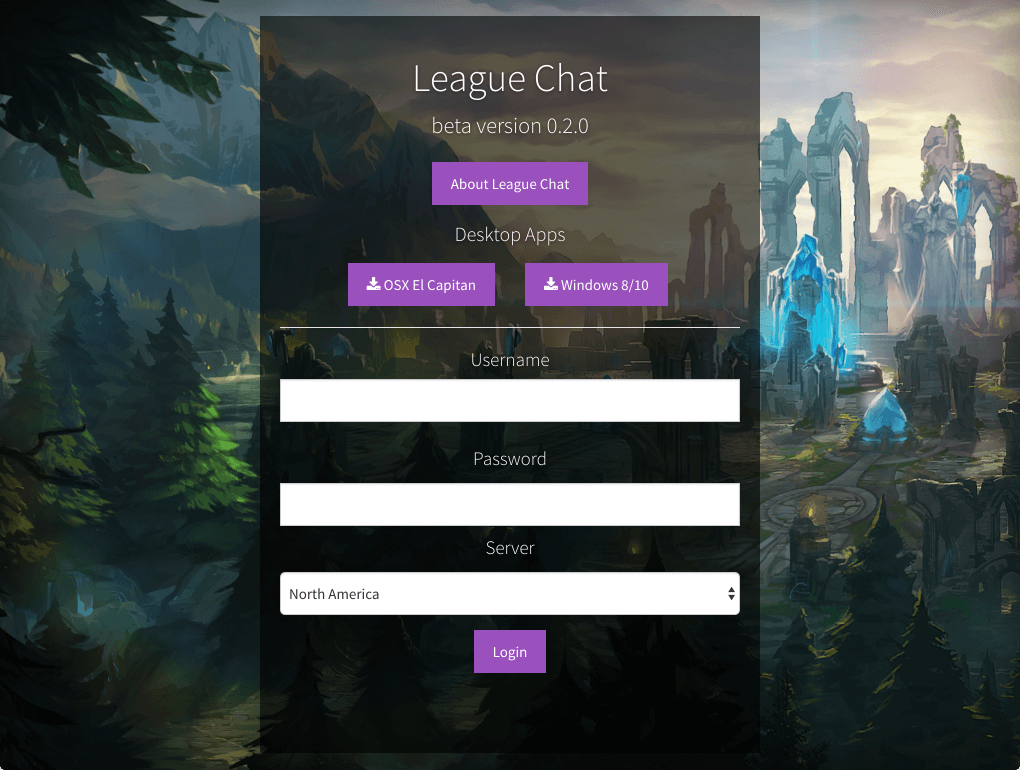 League Chat
beta version 0.2.0
About League Chat
Desktop Apps
OSX El Capitan
Windows 8/10
Username
Password
Server
North America
Login